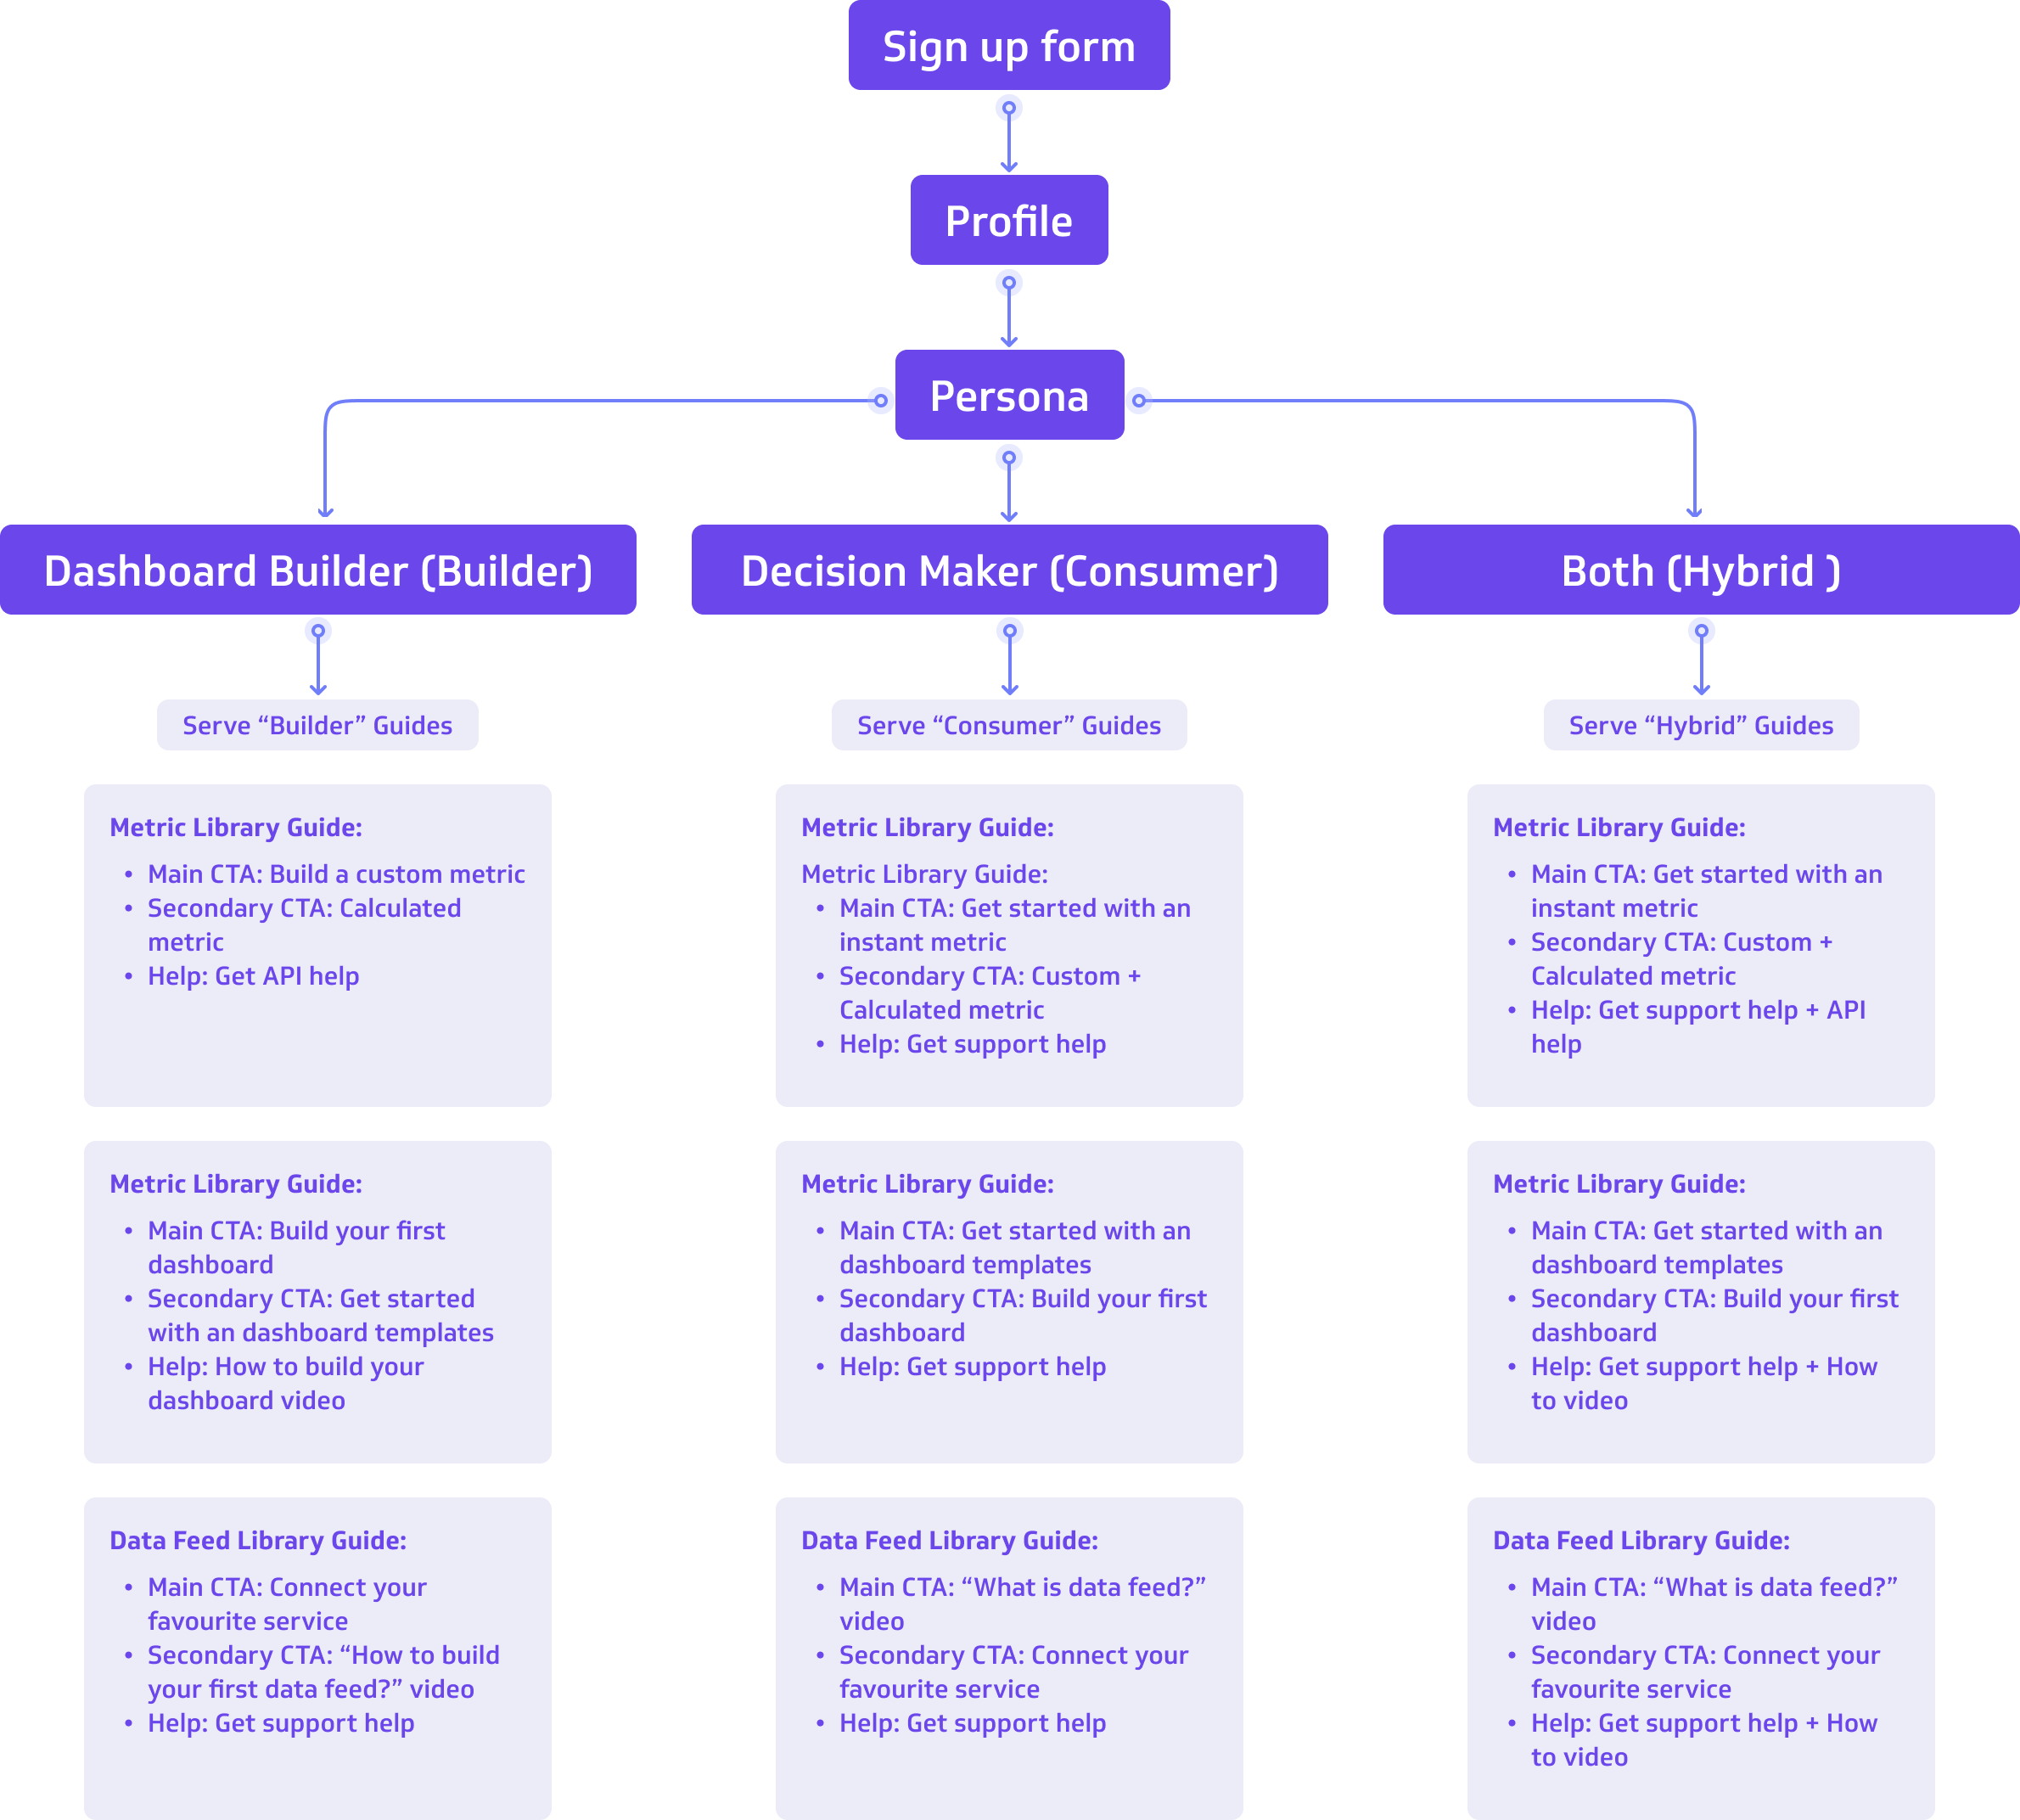 Sign up form
Profile
Persona
Dashboard Builder (Builder)
Decision Maker (Consumer)
Both (Hybrid )
Serve “Builder” Guides
Serve “Consumer” Guides
Serve “Hybrid” Guides
Metric Library Guide:
• Main CTA: Build a custom metric
• Secondary CTA: Calculated
metric
• Help: Get API help
Metric Library Guide:
Metric Library Guide:
• Main CTA: Get started with an
instant metric
• Secondary CTA: Custom +
Calculated metric
• Help: Get support help
Metric Library Guide:
• Main CTA: Get started with an
instant metric
• Secondary CTA: Custom +
Calculated metric
• Help: Get support help + API
help
Metric Library Guide:
• Main CTA: Build your first
dashboard
• Secondary CTA: Get started
with an dashboard templates
• Help: How to build your
dashboard video
Metric Library Guide:
• Main CTA: Get started with an
dashboard templates
• Secondary CTA: Build your first
dashboard
• Help: Get support help
Metric Library Guide:
• Main CTA: Get started with an
dashboard templates
• Secondary CTA: Build your first
dashboard
• Help: Get support help + How
to video
Data Feed Library Guide:
• Main CTA: Connect your
favourite service
• Secondary CTA: “How to build
your first data feed?” video
• Help: Get support help
Data Feed Library Guide:
• Main CTA: “What is data feed?”
video
• Secondary CTA: Connect your
favourite service
• Help: Get support help
Data Feed Library Guide:
• Main CTA: “What is data feed?”
video
• Secondary CTA: Connect your
favourite service
• Help: Get support help + How
to video